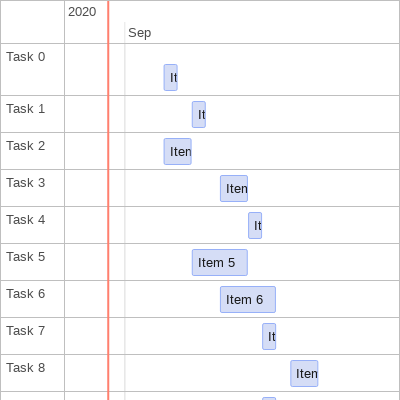 2020
Sep
Task 0
It
Task 1
It
Task 2
Iten
Task 3
Iten
Task 4
It
Task 5
Item 5
Task 6
Item 6
Task 7
It
Task 8
Iten